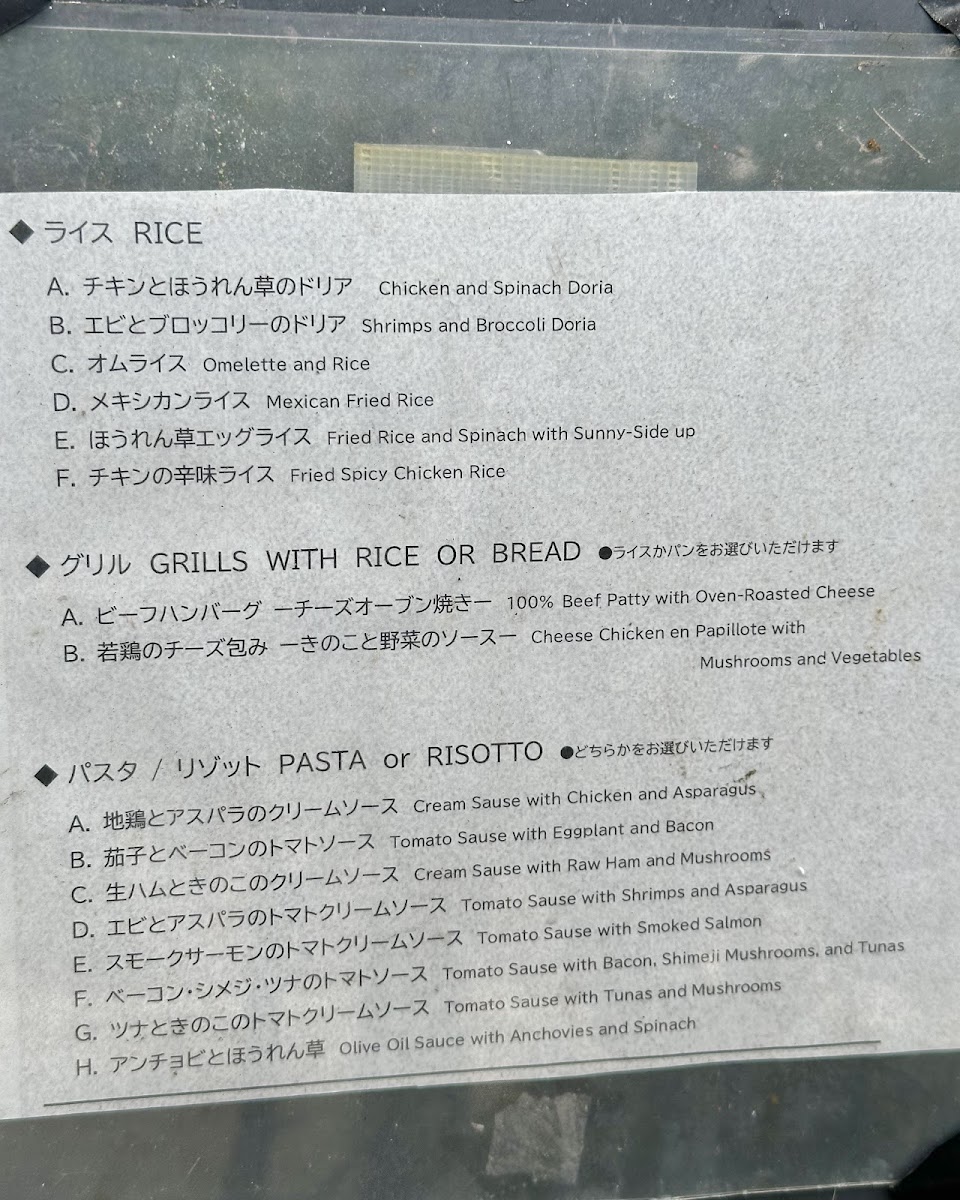 ◆ ライス RICE
A. チキンとほうれん草のドリア Chicken and Spinach Doria
B. エビとブロッコリーのドリア Shrimps and Broccoli Doria
C. オムライス Omelette and Rice
D. メキシカンライス Mexican Fried Rice
E. ほうれん草エッグライス Fried Rice and Spinach with Sunny-Side up
F. チキンの辛味ライス Fried Spicy Chicken Rice
◆ グリル GRILLS WITH RICE OR BREAD ●ライスかパンをお選びいただけます
A. ビーフハンバーグ ーチーズオーブン焼きー 100% Beef Patty with Oven-Roasted Cheese
B. 若鶏のチーズ包み ーきのこと野菜のソースー Cheese Chicken en Papillote with
Mushrooms and Vegetables
◆ パスタ / リゾット PASTA or RISOTTO ●どちらかをお選びいただけます
A. 地鶏とアスパラのクリームソース Cream Sause with Chicken and Asparagus
B. 茄子とベーコンのトマトソース Tomato Sause with Eggplant and Bacon
C. 生ハムときのこのクリームソース Cream Sause with Raw Ham and Mushrooms
D. エビとアスパラのトマトクリームソース Tomato Sause with Shrimps and Asparagus
E. スモークサーモンのトマトクリームソース Tomato Sause with Smoked Salmon
F. ベーコン・シメジ・ツナのトマトソース Tomato Sause with Bacon, Shimeji Mushrooms, and Tunas
G. ツナときのこのトマトクリームソース Tomato Sause with Tunas and Mushrooms
H. アンチョビとほうれん草 Olive Oil Sauce with Anchovies and Spinach